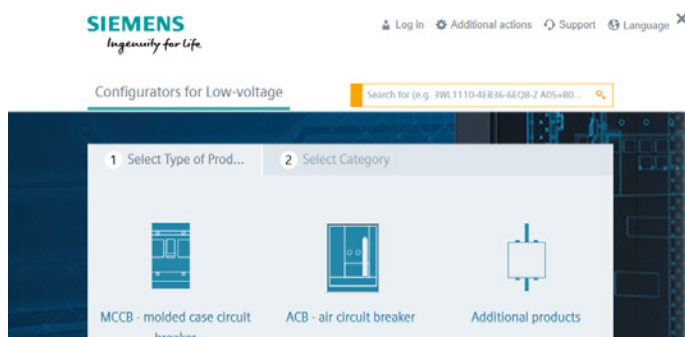 SIEMENS
Ingenuity for life
Log in Additional actions Support Language
Configurators for Low-voltage
Search for (e.g. 3WL1110-4EB36-6EQ8-Z A05+B0...
1 Select Type of Prod... 2 Select Category
MCCB - molded case circuit breaker
ACB - air circuit breaker
Additional products